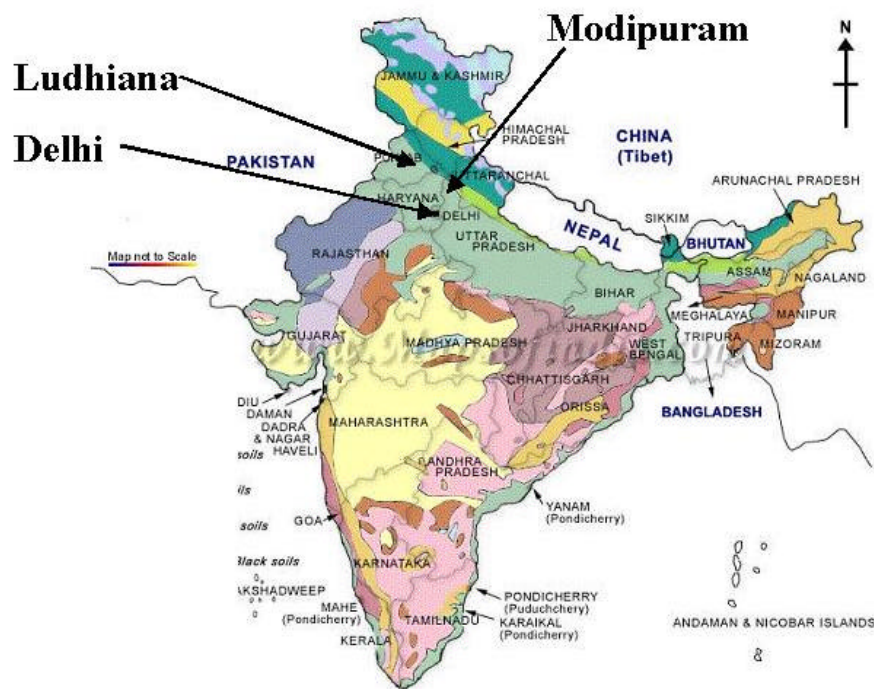 Modipuram
Ludhiana
Delhi
N
JAMMU & KASHMIR
HIMACHAL
PRADESH
CHINA
(Tibet)
PAKISTAN
UTTARANCHAL
ARUNACHAL PRADESH
HARYANA
DELHI
NEPAL
SIKKIM
BHUTAN
UTTAR
PRADESH
Map not to Scale
RAJASTHAN
ASSAM
NAGALAND
BIHAR
MEGHALAYA
MANIPUR
GUJARAT
JHARKHAND
MADHYA PRADESH
WEST
BENGAL
TRIPURA
MIZORAM
CHHATTISGARH
DIU
DAMAN
DADRA
& NAGAR
HAVELI
MAHARASHTRA
ORISSA
BANGLADESH
soils
ANDHRA
PRADESH
ils
YANAM
(Pondicherry)
GOA
soils
Black soils
KARNATAKA
AKSHADWEEP
PONDICHERRY
(Puduchchery)
MAHE
(Pondicherry)
TAMILNADU
KARAIKAL
(Pondicherry)
KERALA
ANDAMAN & NICOBAR ISLANDS